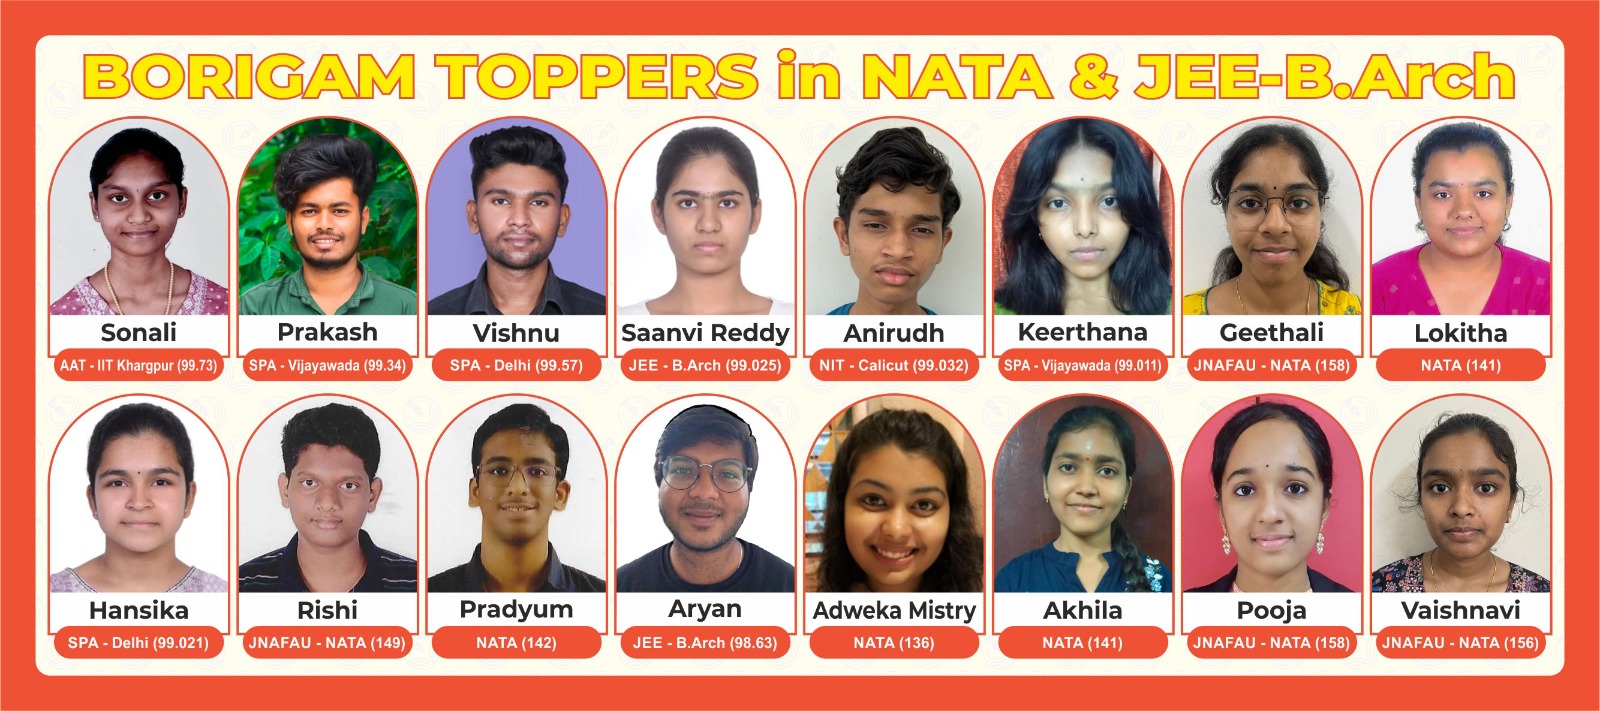 BORIGAM TOPPERS in NATA & JEE-B.Arch
Sonali
AAT - IIT Khargpur (99.73)
Prakash
SPA - Vijayawada (99.34)
Vishnu
SPA - Delhi (99.57)
Saanvi Reddy
JEE - B.Arch (99.025)
Anirudh
NIT - Calicut (99.032)
Keerthana
SPA - Vijayawada (99.011)
Geethali
JNAFAU - NATA (158)
Lokitha
NATA (141)
Hansika
SPA - Delhi (99.021)
Rishi
JNAFAU - NATA (149)
Pradyum
NATA (142)
Aryan
JEE - B.Arch (98.63)
Adweka Mistry
NATA (136)
Akhila
NATA (141)
Pooja
JNAFAU - NATA (158)
Vaishnavi
JNAFAU - NATA (156)